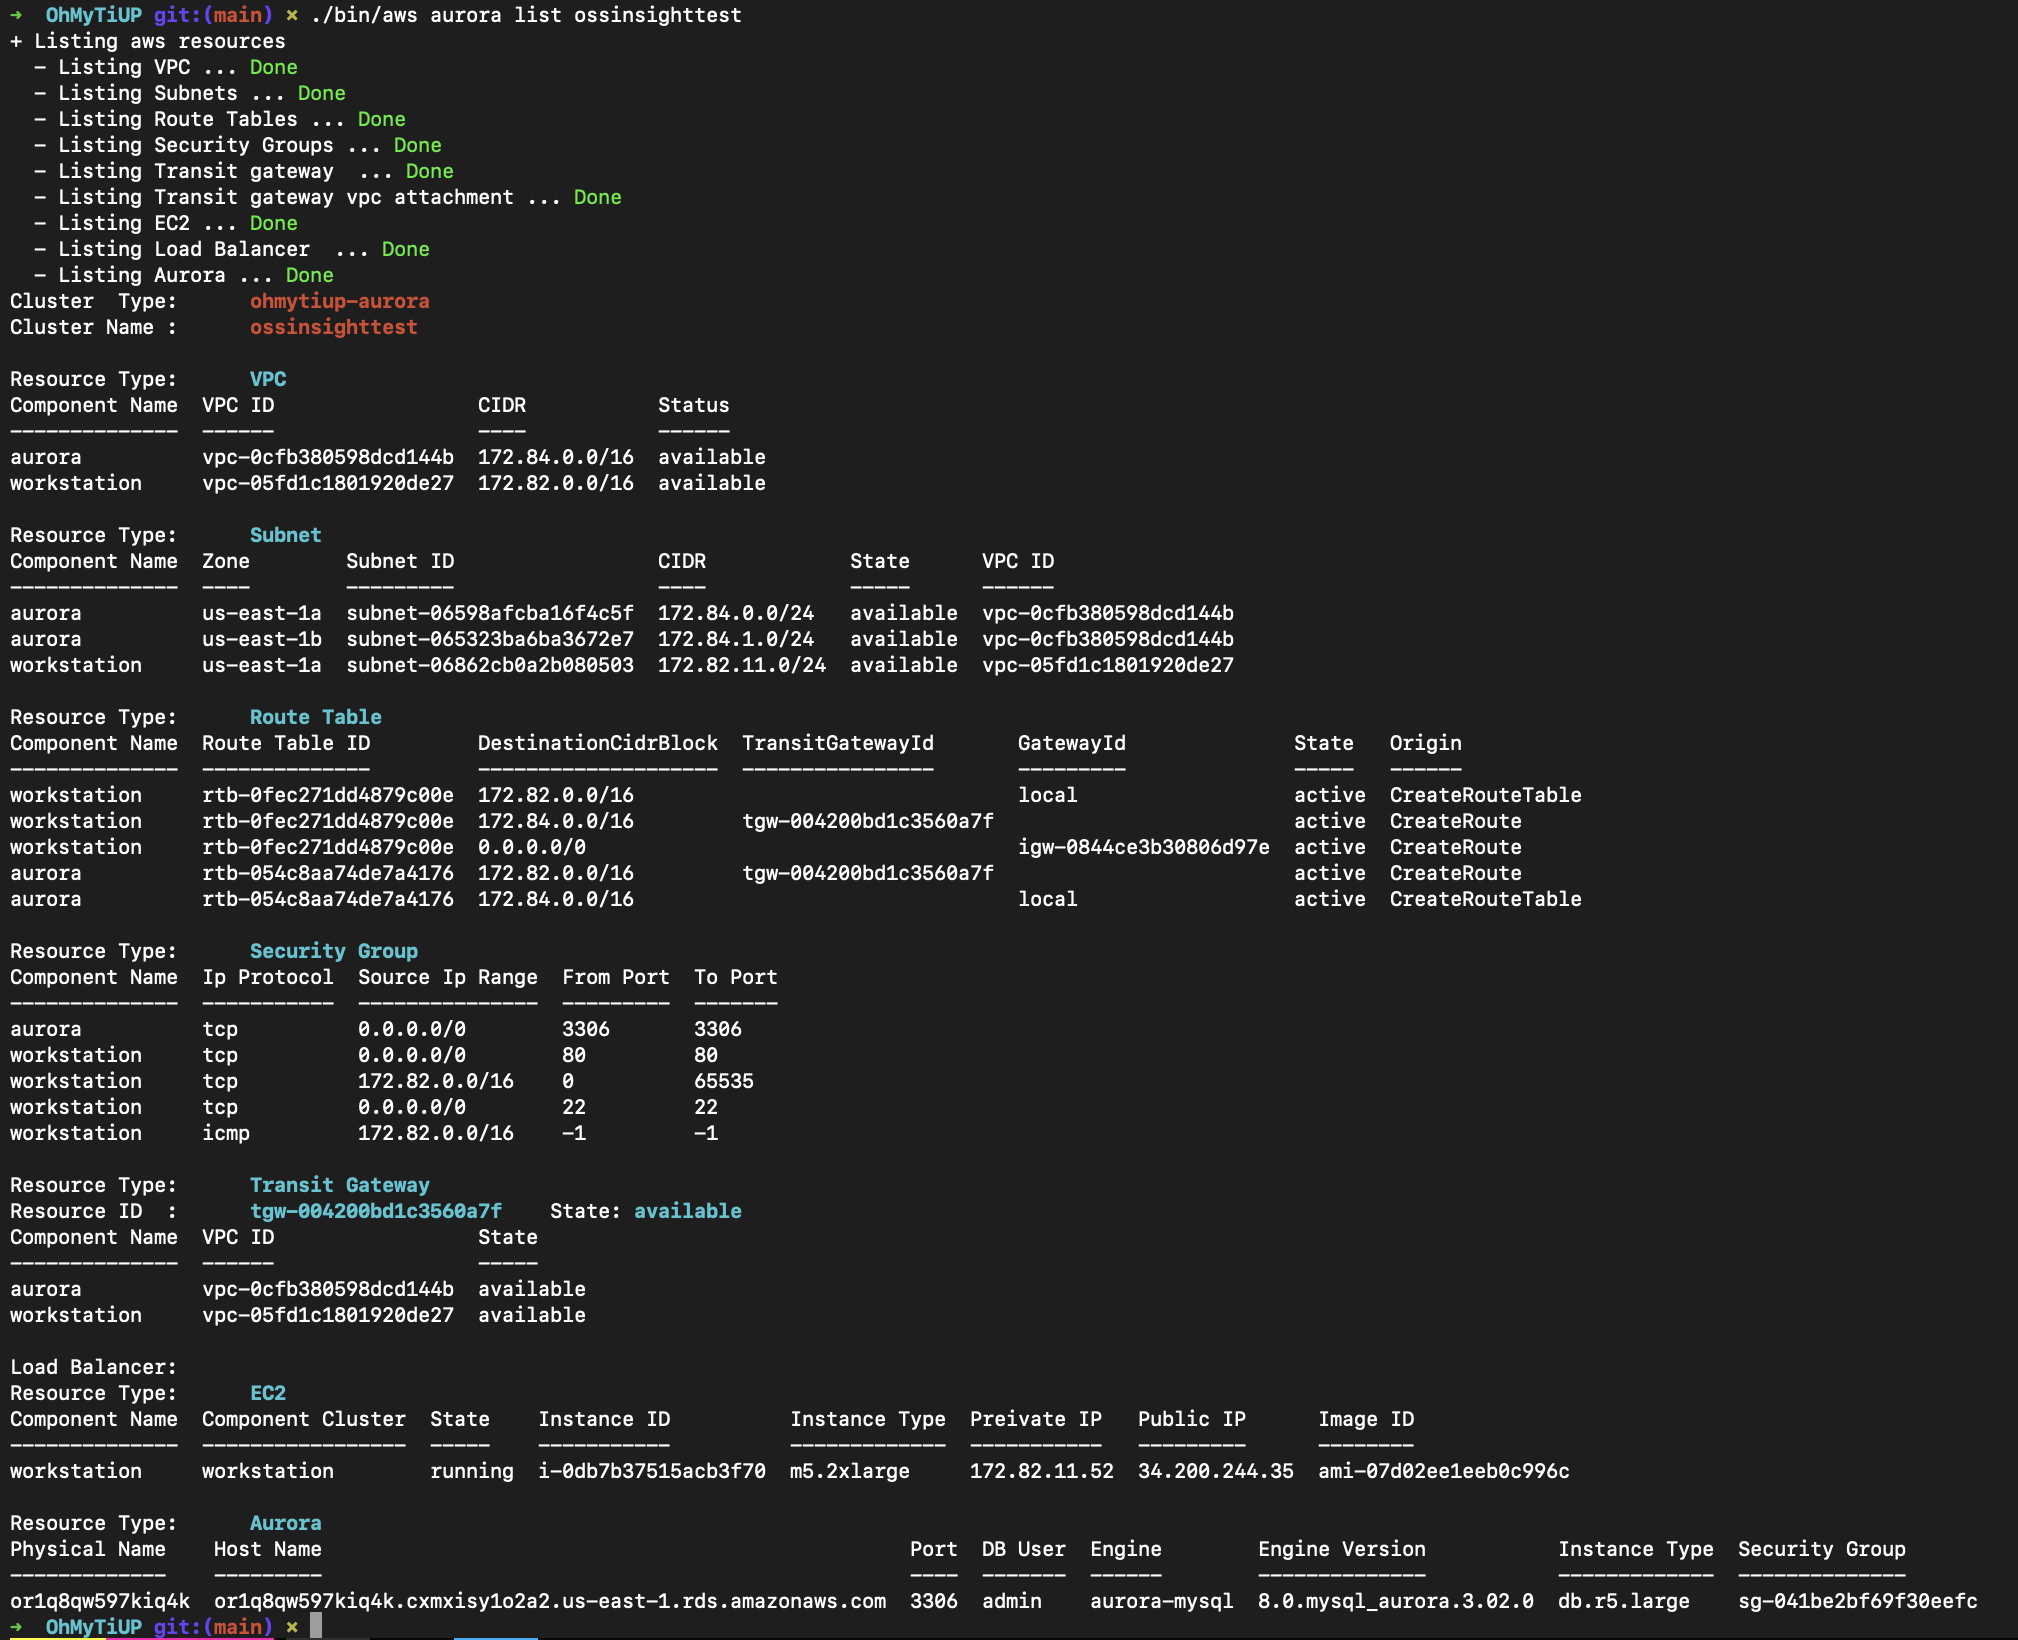 ➜  OhMyTiUP git:(main) ✗ ./bin/aws aurora list ossinsighttest
+ Listing aws resources
  - Listing VPC ... Done
  - Listing Subnets ... Done
  - Listing Route Tables ... Done
  - Listing Security Groups ... Done
  - Listing Transit gateway  ... Done
  - Listing Transit gateway vpc attachment ... Done
  - Listing EC2 ... Done
  - Listing Load Balancer  ... Done
  - Listing Aurora ... Done
Cluster  Type:      ohmytiup-aurora
Cluster Name :      ossinsighttest

Resource Type:      VPC
Component Name  VPC ID                 CIDR           Status
--------------  ------                 ----           ------
aurora          vpc-0cfb380598dcd144b  172.84.0.0/16  available
workstation     vpc-05fd1c1801920de27  172.82.0.0/16  available

Resource Type:      Subnet
Component Name  Zone        Subnet ID                 CIDR            State      VPC ID
--------------  ----        ---------                 ----            -----      ------
aurora          us-east-1a  subnet-06598afcba16f4c5f  172.84.0.0/24   available  vpc-0cfb380598dcd144b
aurora          us-east-1b  subnet-065323ba6ba3672e7  172.84.1.0/24   available  vpc-0cfb380598dcd144b
workstation     us-east-1a  subnet-06862cb0a2b080503  172.82.11.0/24  available  vpc-05fd1c1801920de27

Resource Type:      Route Table
Component Name  Route Table ID         DestinationCidrBlock  TransitGatewayId       GatewayId              State   Origin
--------------  --------------         --------------------  ----------------       ---------              -----   ------
workstation     rtb-0fec271dd4879c00e  172.82.0.0/16                                local                  active  CreateRouteTable
workstation     rtb-0fec271dd4879c00e  172.84.0.0/16         tgw-004200bd1c3560a7f                         active  CreateRoute
workstation     rtb-0fec271dd4879c00e  0.0.0.0/0                                    igw-0844ce3b30806d97e  active  CreateRoute
aurora          rtb-054c8aa74de7a4176  172.82.0.0/16         tgw-004200bd1c3560a7f                         active  CreateRoute
aurora          rtb-054c8aa74de7a4176  172.84.0.0/16                                local                  active  CreateRouteTable

Resource Type:      Security Group
Component Name  Ip Protocol  Source Ip Range  From Port  To Port
--------------  -----------  ---------------  ---------  -------
aurora          tcp          0.0.0.0/0        3306       3306
workstation     tcp          0.0.0.0/0        80         80
workstation     tcp          172.82.0.0/16    0          65535
workstation     tcp          0.0.0.0/0        22         22
workstation     icmp         172.82.0.0/16    -1         -1

Resource Type:      Transit Gateway
Resource ID  :      tgw-004200bd1c3560a7f    State: available
Component Name  VPC ID                 State
--------------  ------                 -----
aurora          vpc-0cfb380598dcd144b  available
workstation     vpc-05fd1c1801920de27  available

Load Balancer:
Resource Type:      EC2
Component Name  Component Cluster  State    Instance ID          Instance Type  Preivate IP  Public IP      Image ID
--------------  -----------------  -----    -----------          -------------  -----------  ---------      --------
workstation     workstation        running  i-0db7b37515acb3f70  m5.2xlarge     172.82.11.52  34.200.244.35  ami-07d02ee1eeb0c996c

Resource Type:      Aurora
Physical Name    Host Name                                                 Port  DB User  Engine        Engine Version           Instance Type  Security Group
-------------    ---------                                                 ----  -------  ------        --------------           -------------  --------------
or1q8qw597kiq4k  or1q8qw597kiq4k.cxmxisy1o2a2.us-east-1.rds.amazonaws.com  3306  admin    aurora-mysql  8.0.mysql_aurora.3.02.0  db.r5.large    sg-041be2bf69f30eefc
➜  OhMyTiUP git:(main) ✗